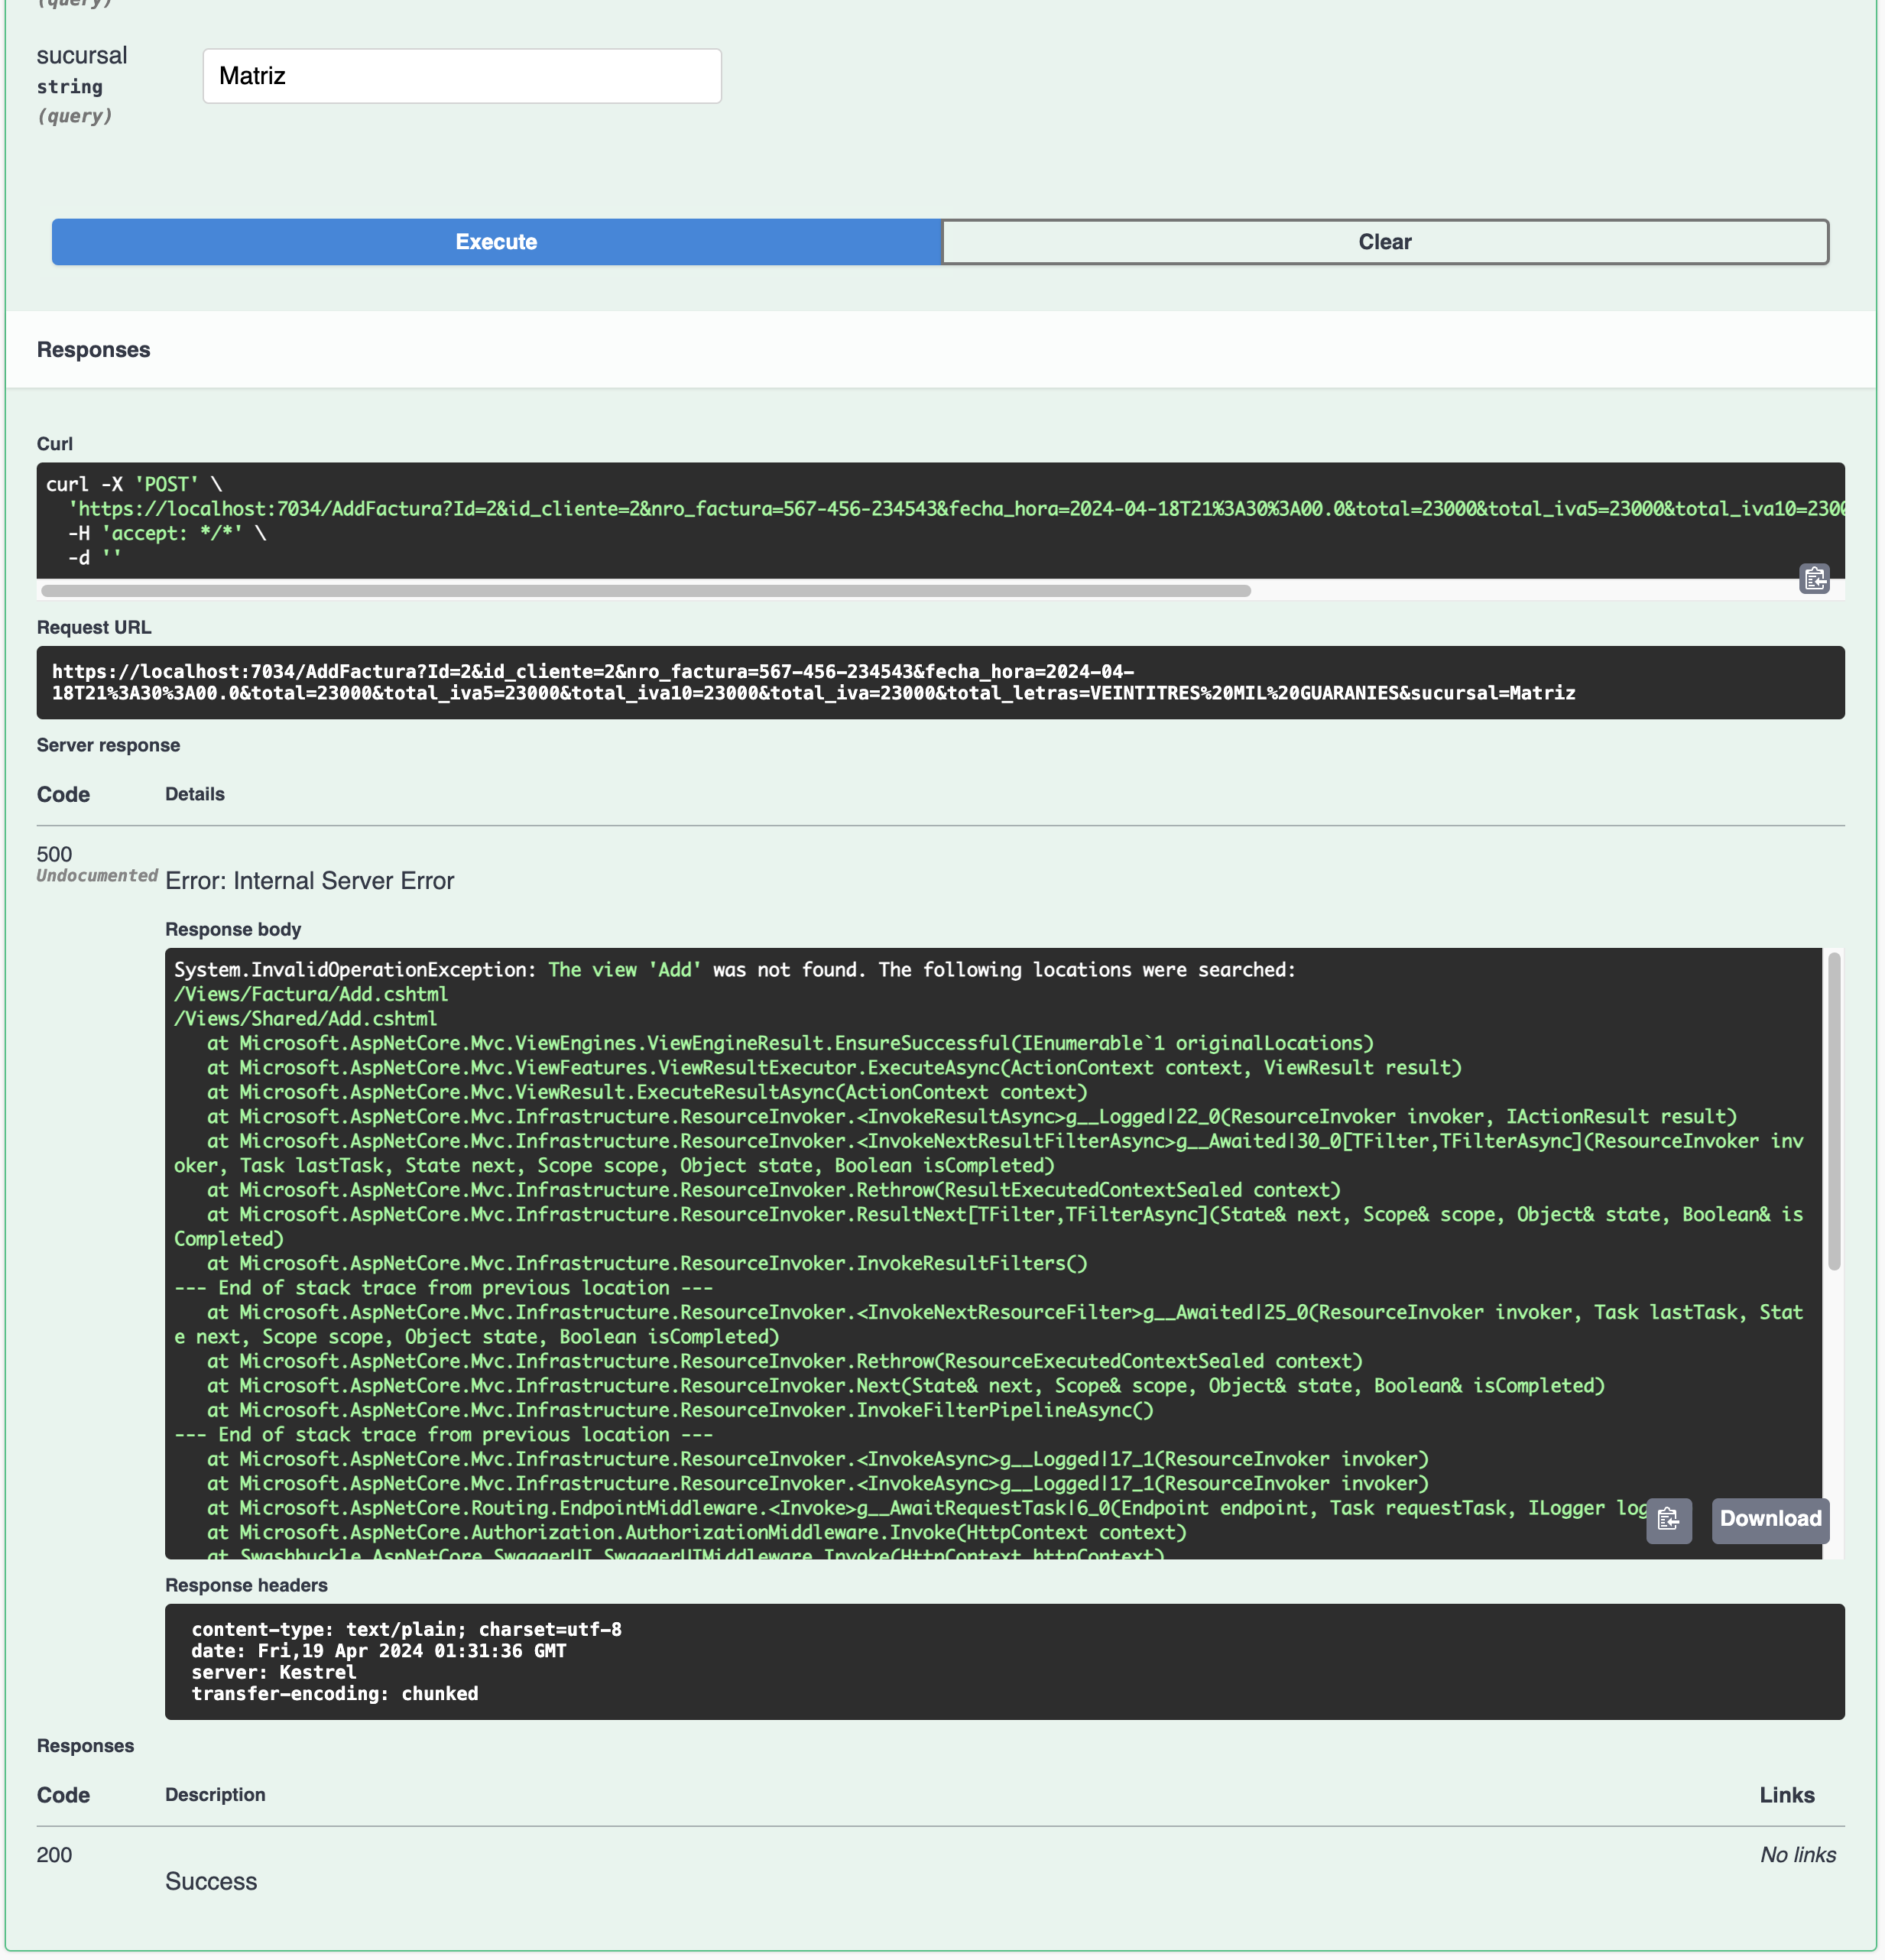 (query)
sucursal
string
(query)
Matriz
Execute
Clear
Responses
Curl
curl -X 'POST' \
  'https://localhost:7034/AddFactura?Id=2&id_cliente=2&nro_factura=567-456-234543&fecha_hora=2024-04-18T21%3A30%3A00.0&total=23000&total_iva5=23000&total_iva10=2300
  -H 'accept: */*' \
  -d ''
Request URL
https://localhost:7034/AddFactura?Id=2&id_cliente=2&nro_factura=567-456-234543&fecha_hora=2024-04-
18T21%3A30%3A00.0&total=23000&total_iva5=23000&total_iva10=23000&total_iva=23000&total_letras=VEINTITRES%20MIL%20GUARANIES&sucursal=Matriz
Server response
Code
Details
500
Undocumented
Error: Internal Server Error
Response body
System.InvalidOperationException: The view 'Add' was not found. The following locations were searched:
/Views/Factura/Add.cshtml
/Views/Shared/Add.cshtml
   at Microsoft.AspNetCore.Mvc.ViewEngines.ViewEngineResult.EnsureSuccessful(IEnumerable`1 originalLocations)
   at Microsoft.AspNetCore.Mvc.ViewFeatures.ViewResultExecutor.ExecuteAsync(ActionContext context, ViewResult result)
   at Microsoft.AspNetCore.Mvc.ViewResult.ExecuteResultAsync(ActionContext context)
   at Microsoft.AspNetCore.Mvc.Infrastructure.ResourceInvoker.<InvokeResultAsync>g__Logged|22_0(ResourceInvoker invoker, IActionResult result)
   at Microsoft.AspNetCore.Mvc.Infrastructure.ResourceInvoker.<InvokeNextResultFilterAsync>g__Awaited|30_0[TFilter,TFilterAsync](ResourceInvoker inv
oker, Task lastTask, State next, Scope scope, Object state, Boolean isCompleted)
   at Microsoft.AspNetCore.Mvc.Infrastructure.ResourceInvoker.Rethrow(ResultExecutedContextSealed context)
   at Microsoft.AspNetCore.Mvc.Infrastructure.ResourceInvoker.ResultNext[TFilter,TFilterAsync](State& next, Scope& scope, Object& state, Boolean& is
Completed)
   at Microsoft.AspNetCore.Mvc.Infrastructure.ResourceInvoker.InvokeResultFilters()
--- End of stack trace from previous location ---
   at Microsoft.AspNetCore.Mvc.Infrastructure.ResourceInvoker.<InvokeNextResourceFilter>g__Awaited|25_0(ResourceInvoker invoker, Task lastTask, Stat
e next, Scope scope, Object state, Boolean isCompleted)
   at Microsoft.AspNetCore.Mvc.Infrastructure.ResourceInvoker.Rethrow(ResourceExecutedContextSealed context)
   at Microsoft.AspNetCore.Mvc.Infrastructure.ResourceInvoker.Next(State& next, Scope& scope, Object& state, Boolean& isCompleted)
   at Microsoft.AspNetCore.Mvc.Infrastructure.ResourceInvoker.InvokeFilterPipelineAsync()
--- End of stack trace from previous location ---
   at Microsoft.AspNetCore.Mvc.Infrastructure.ResourceInvoker.<InvokeAsync>g__Logged|17_1(ResourceInvoker invoker)
   at Microsoft.AspNetCore.Mvc.Infrastructure.ResourceInvoker.<InvokeAsync>g__Logged|17_1(ResourceInvoker invoker)
   at Microsoft.AspNetCore.Routing.EndpointMiddleware.<Invoke>g__AwaitRequestTask|6_0(Endpoint endpoint, Task requestTask, ILogger log
   at Microsoft.AspNetCore.Authorization.AuthorizationMiddleware.Invoke(HttpContext context)
   at Swashbuckle.AspNetCore.SwaggerUI.SwaggerUIMiddleware.Invoke(HttpContext httpContext)
Download
Response headers
content-type: text/plain; charset=utf-8
date: Fri,19 Apr 2024 01:31:36 GMT
server: Kestrel
transfer-encoding: chunked
Responses
Code
Description
Links
200
Success
No links